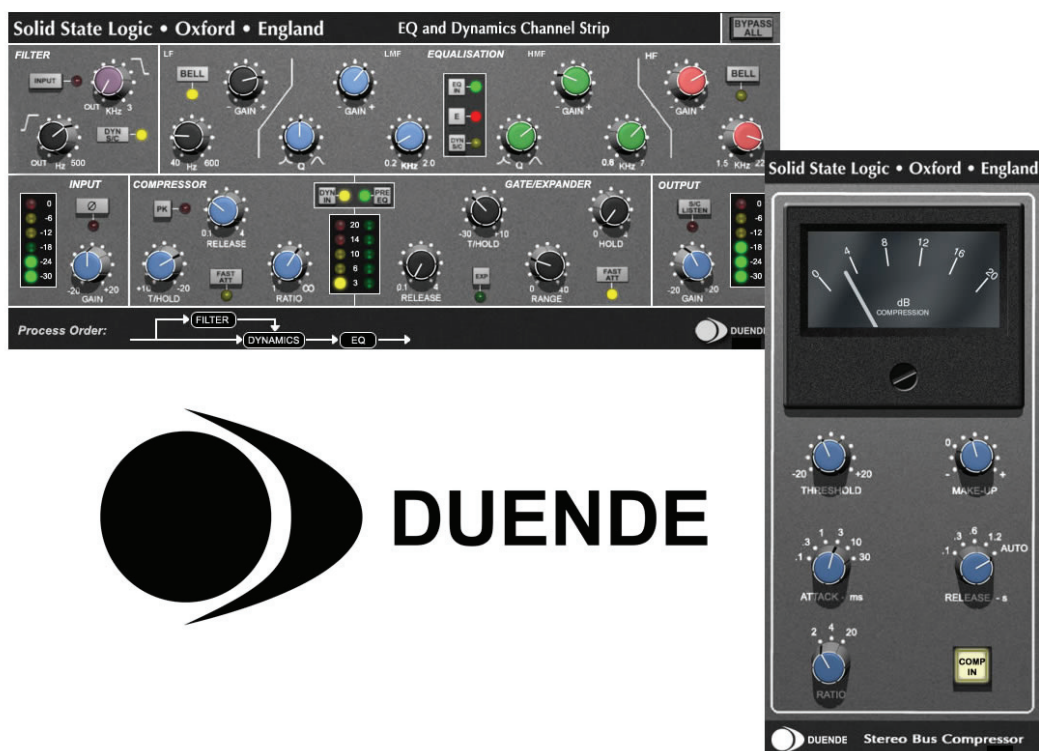 Solid State Logic • Oxford • England
EQ and Dynamics Channel Strip
BYPASS ALL
FILTER
INPUT
OUT KHz 3
OUT Hz 500
DYN S/C
LF
BELL
- GAIN +
40 Hz 600
LMF
- GAIN +
Q
0.2 KHz 2.0
EQUALISATION
EQ IN
E
DYN S/C
HMF
- GAIN +
Q
0.6 KHz 7
HF
- GAIN +
BELL
1.5 KHz 22
INPUT
0
-6
-12
-18
-24
-30
Ø
-20 GAIN +20
COMPRESSOR
PK
0.1 4
RELEASE
+10 -20
T/HOLD
FAST ATT
1 ∞
RATIO
DYN IN
PRE EQ
20
14
10
6
3
GATE/EXPANDER
-30 +10
T/HOLD
0 4
HOLD
0.1 4
RELEASE
EXP
0 40
RANGE
FAST ATT
OUTPUT
S/C LISTEN
-20 +20
GAIN
0
-6
-12
-18
-24
-30
Process Order:
FILTER
DYNAMICS
EQ
DUENDE
DUENDE
Solid State Logic • Oxford • England
0 4 8 12 16 20
dB
COMPRESSION
-20 +20
THRESHOLD
0
- +
MAKE-UP
.1 .3 1 3 10 30
ATTACK - ms
.1 .3 .6 1.2 AUTO
RELEASE - s
2 4 20
RATIO
COMP IN
DUENDE
Stereo Bus Compressor